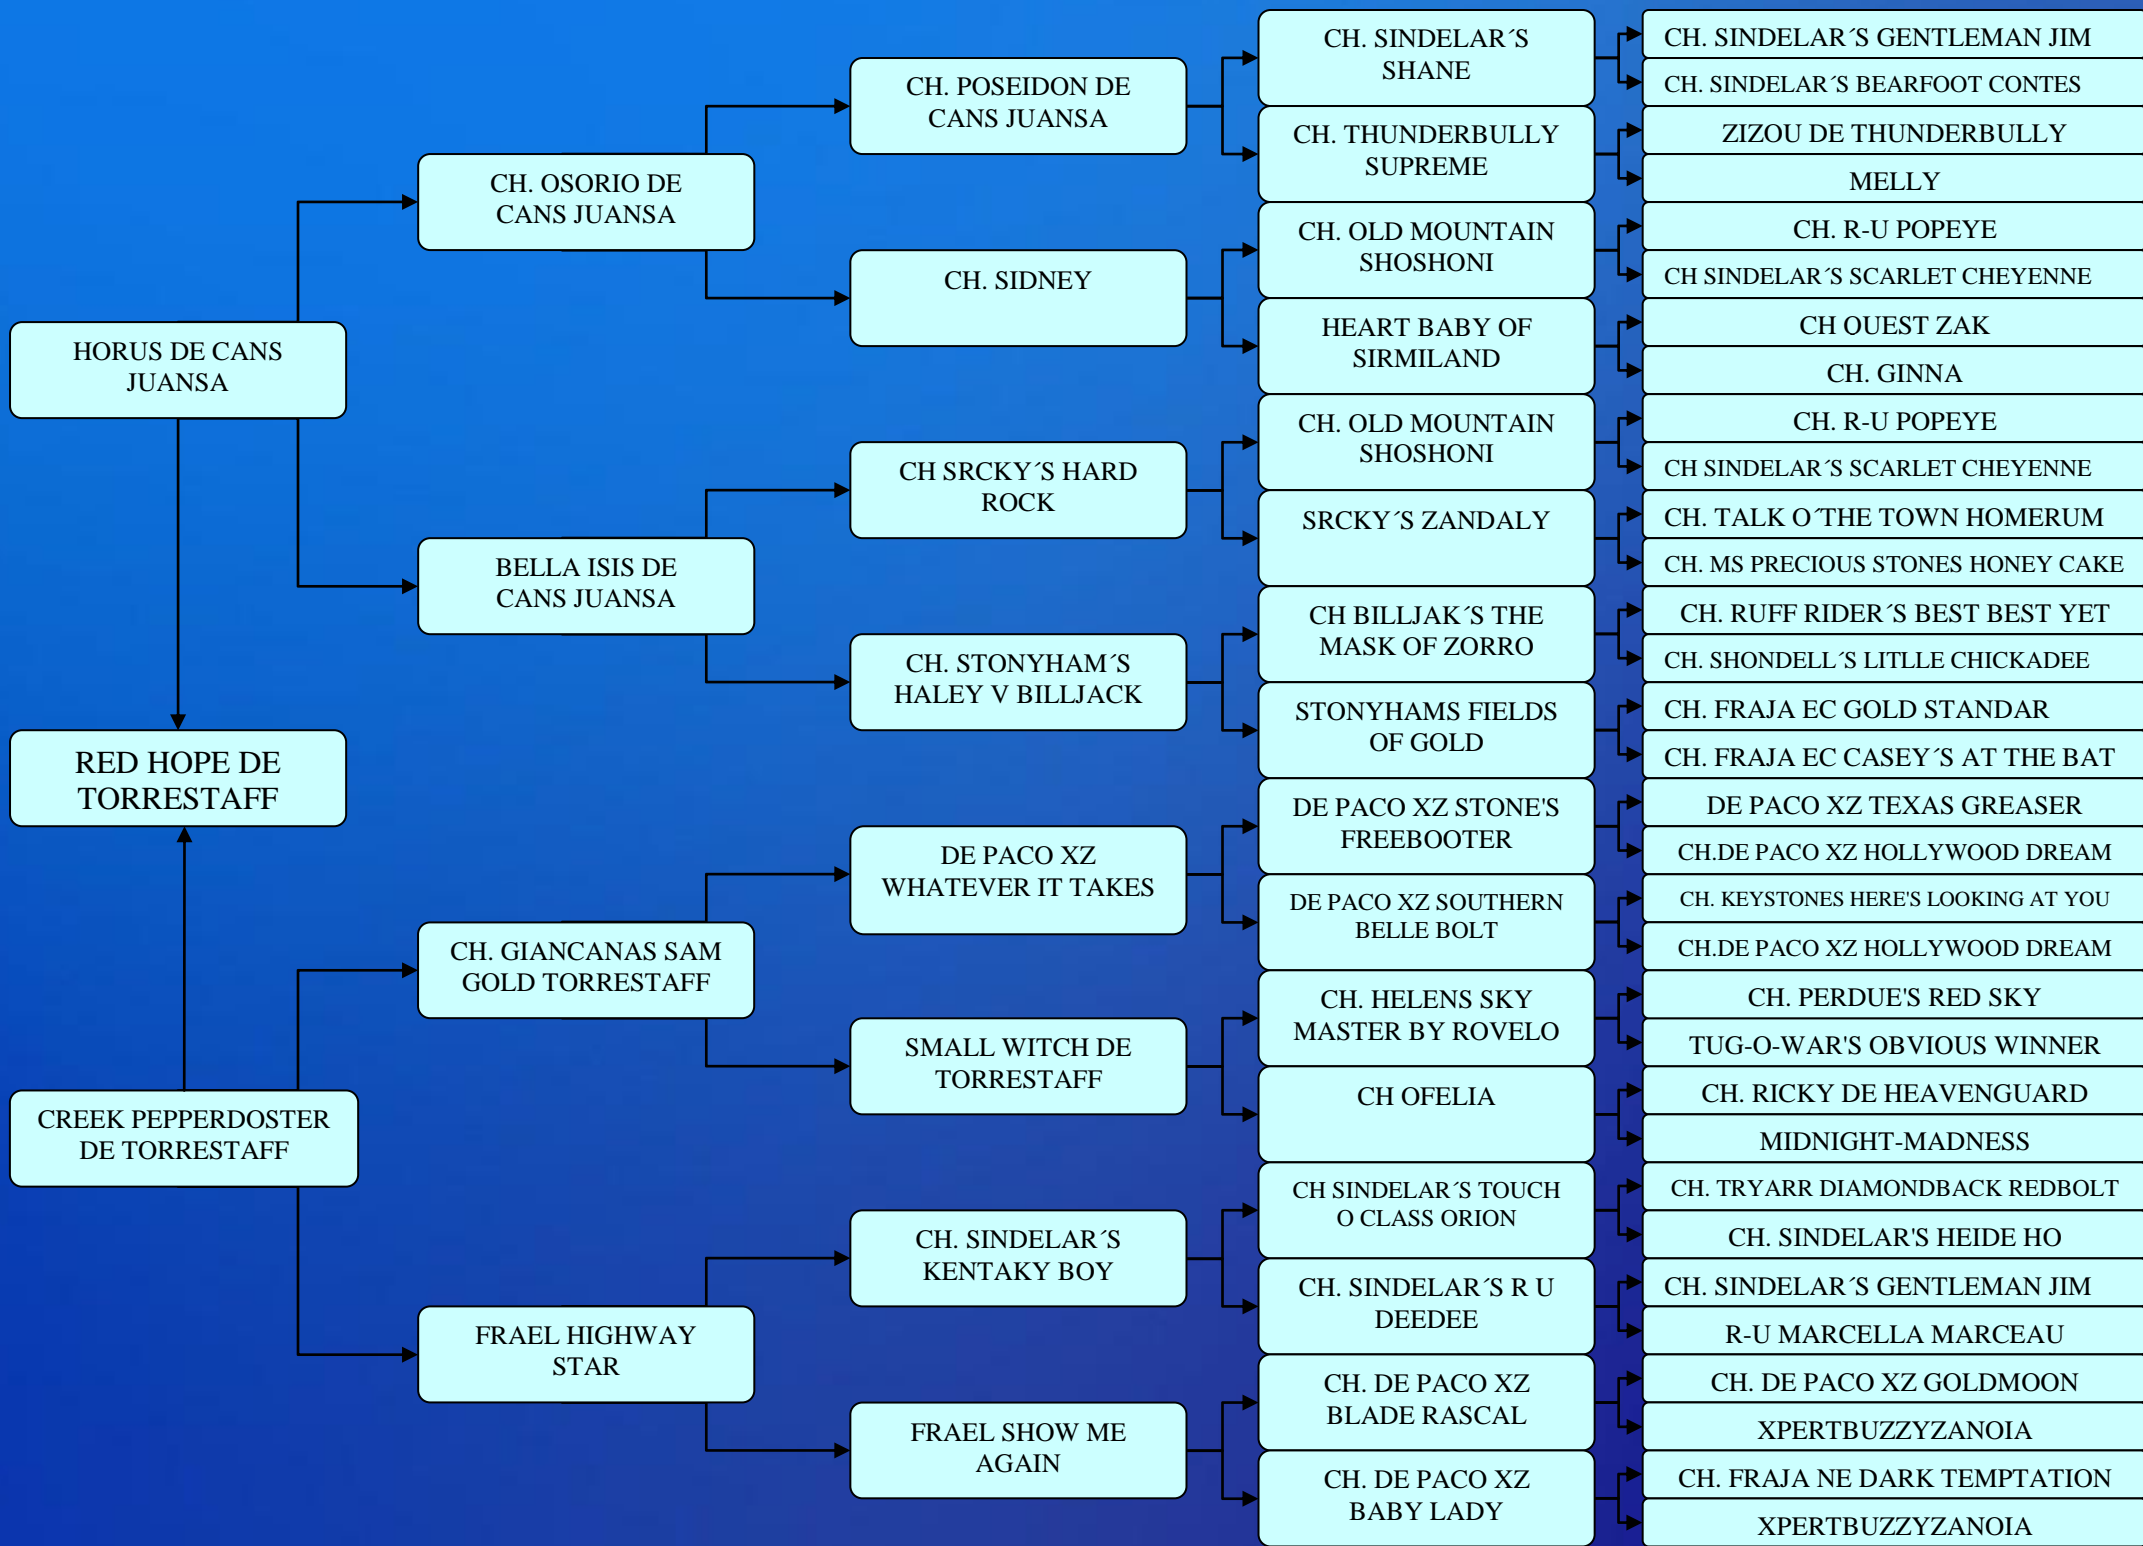 HORUS DE CANS
JUANSA
RED HOPE DE
TORRESTAFF
CREEK PEPPERDOSTER
DE TORRESTAFF
CH. OSORIO DE
CANS JUANSA
BELLA ISIS DE
CANS JUANSA
CH. GIANCANAS SAM
GOLD TORRESTAFF
FRAEL HIGHWAY
STAR
CH. POSEIDON DE
CANS JUANSA
CH. SIDNEY
CH SRCKY´S HARD
ROCK
CH. STONYHAM´S
HALEY V BILLJACK
DE PACO XZ
WHATEVER IT TAKES
SMALL WITCH DE
TORRESTAFF
CH. SINDELAR´S
KENTAKY BOY
FRAEL SHOW ME
AGAIN
CH. SINDELAR´S
SHANE
CH. THUNDERBULLY
SUPREME
CH. OLD MOUNTAIN
SHOSHONI
HEART BABY OF
SIRMILAND
CH. OLD MOUNTAIN
SHOSHONI
SRCKY´S ZANDALY
CH BILLJAK´S THE
MASK OF ZORRO
STONYHAMS FIELDS
OF GOLD
DE PACO XZ STONE'S
FREEBOOTER
DE PACO XZ SOUTHERN
BELLE BOLT
CH. HELENS SKY
MASTER BY ROVELO
CH OFELIA
CH SINDELAR´S TOUCH
O CLASS ORION
CH. SINDELAR´S R U
DEEDEE
CH. DE PACO XZ
BLADE RASCAL
CH. DE PACO XZ
BABY LADY
CH. SINDELAR´S GENTLEMAN JIM
CH. SINDELAR´S BEARFOOT CONTES
ZIZOU DE THUNDERBULLY
MELLY
CH. R-U POPEYE
CH SINDELAR´S SCARLET CHEYENNE
CH OUEST ZAK
CH. GINNA
CH. R-U POPEYE
CH SINDELAR´S SCARLET CHEYENNE
CH. TALK O´THE TOWN HOMERUM
CH. MS PRECIOUS STONES HONEY CAKE
CH. RUFF RIDER´S BEST BEST YET
CH. SHONDELL´S LITLLE CHICKADEE
CH. FRAJA EC GOLD STANDAR
CH. FRAJA EC CASEY´S AT THE BAT
DE PACO XZ TEXAS GREASER
CH.DE PACO XZ HOLLYWOOD DREAM
CH. KEYSTONES HERE'S LOOKING AT YOU
CH.DE PACO XZ HOLLYWOOD DREAM
CH. PERDUE'S RED SKY
TUG-O-WAR'S OBVIOUS WINNER
CH. RICKY DE HEAVENGUARD
MIDNIGHT-MADNESS
CH. TRYARR DIAMONDBACK REDBOLT
CH. SINDELAR'S HEIDE HO
CH. SINDELAR´S GENTLEMAN JIM
R-U MARCELLA MARCEAU
CH. DE PACO XZ GOLDMOON
XPERTBUZZYZANOIA
CH. FRAJA NE DARK TEMPTATION
XPERTBUZZYZANOIA